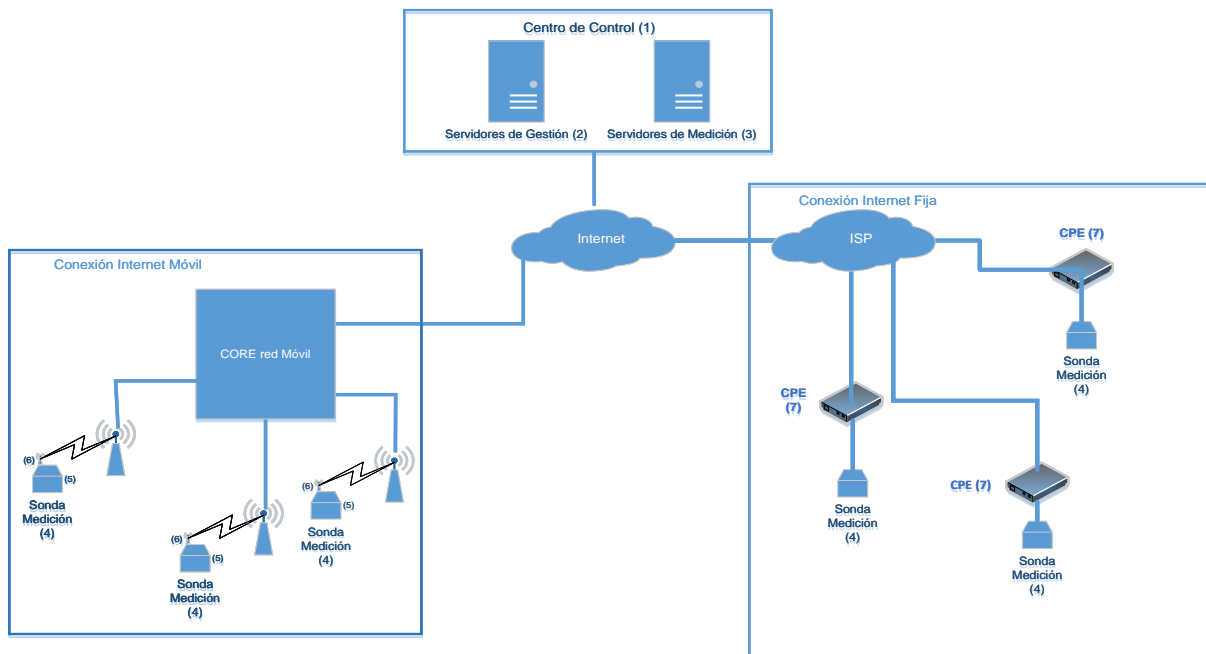 Centro de Control (1)
Servidores de Gestión (2)
Servidores de Medición (3)
Internet
Conexión Internet Fija
ISP
CPE (7)
Sonda
Medición
(4)
CPE
(7)
Sonda
Medición
(4)
CPE (7)
Sonda
Medición
(4)
Conexión Internet Móvil
CORE red Móvil
(6)
(5)
Sonda
Medición
(4)
(6)
(5)
Sonda
Medición
(4)
(6)
(5)
Sonda
Medición
(4)